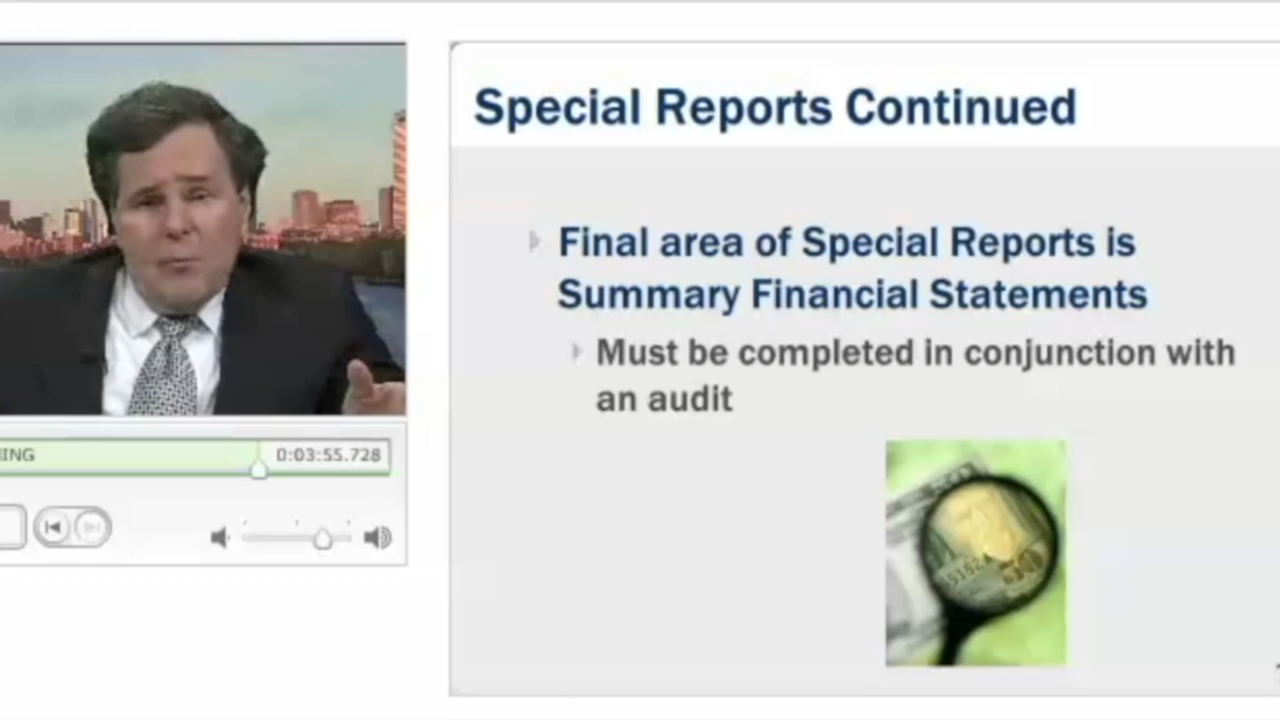 Special Reports Continued
Final area of Special Reports is
Summary Financial Statements
Must be completed in conjunction with
an audit
ING
0:03:55.728